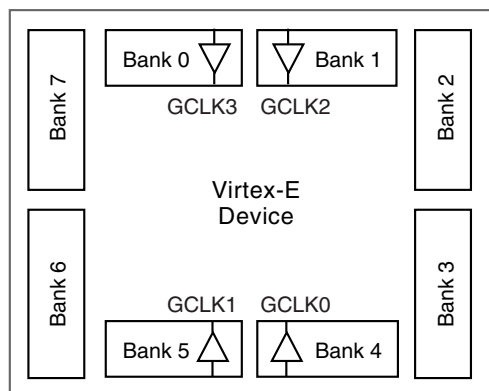 Bank 0
Bank 1
Bank 7
Bank 2
GCLK3
GCLK2
Virtex-E
Device
Bank 6
Bank 3
GCLK1
GCLK0
Bank 5
Bank 4